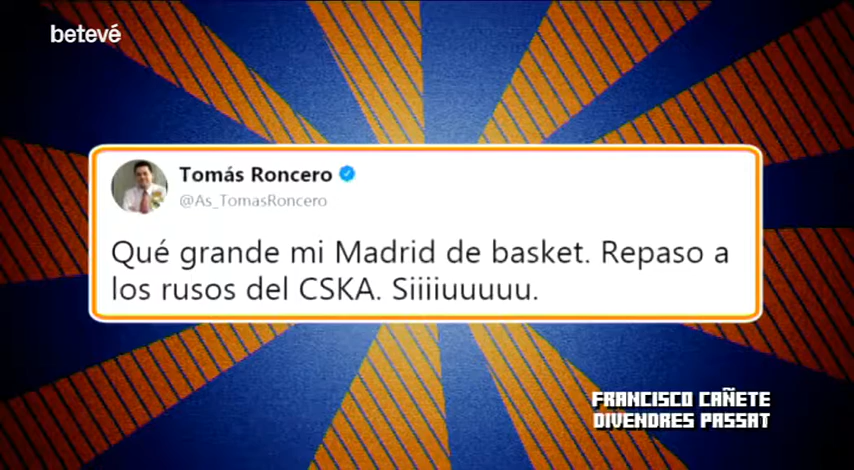 betevé
Tomás Roncero
@As_TomasRoncero
Qué grande mi Madrid de basket. Repaso a
los rusos del CSKA. Siiiiuuuuu.
FRANCISCO CAÑETE
DIVENDRES PASSAT